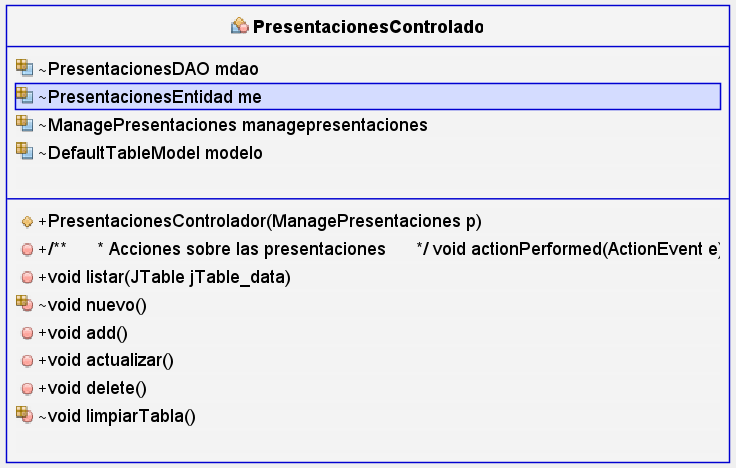 PresentacionesControlado
~PresentacionesDAO mdao
~PresentacionesEntidad me
~ManagePresentaciones managepresentaciones
~DefaultTableModel modelo
+PresentacionesControlador(ManagePresentaciones p)
+/** * Acciones sobre las presentaciones */ void actionPerformed(ActionEvent e)
+void listar(JTable jTable_data)
~void nuevo()
+void add()
+void actualizar()
+void delete()
~void limpiarTabla()